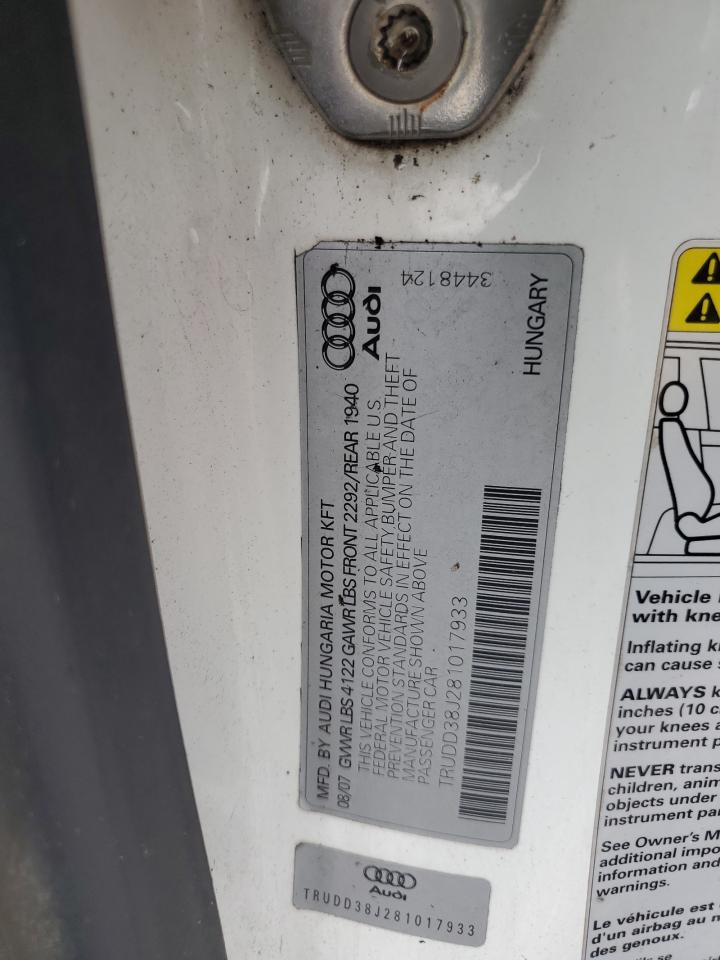 MFD. BY AUDI HUNGARIA MOTOR KFT
08/07 GVWR LBS 4122 GAWR LBS FRONT 2292/REAR 1940
Audi
THIS VEHICLE CONFORMS TO ALL APPLICABLE U.S
FEDERAL MOTOR VEHICLE SAFETY BUMPER AND THEFT
PREVENTION STANDARDS IN EFFECT ON THE DATE OF
MANUFACTURE SHOWN ABOVE
PASSENGER CAR
3448124
TRUDD38J281017933
HUNGARY
Audi
TRUDD38J281017933
Vehicle
with kne
Inflating k
can cause s
ALWAYS k
inches (10 c
your knees a
instrument p
NEVER trans
children, anim
objects under
instrument pa
See Owner's M
additional impo
information and
warnings.
Le véhicule est
d'un airbag au n
des genoux.